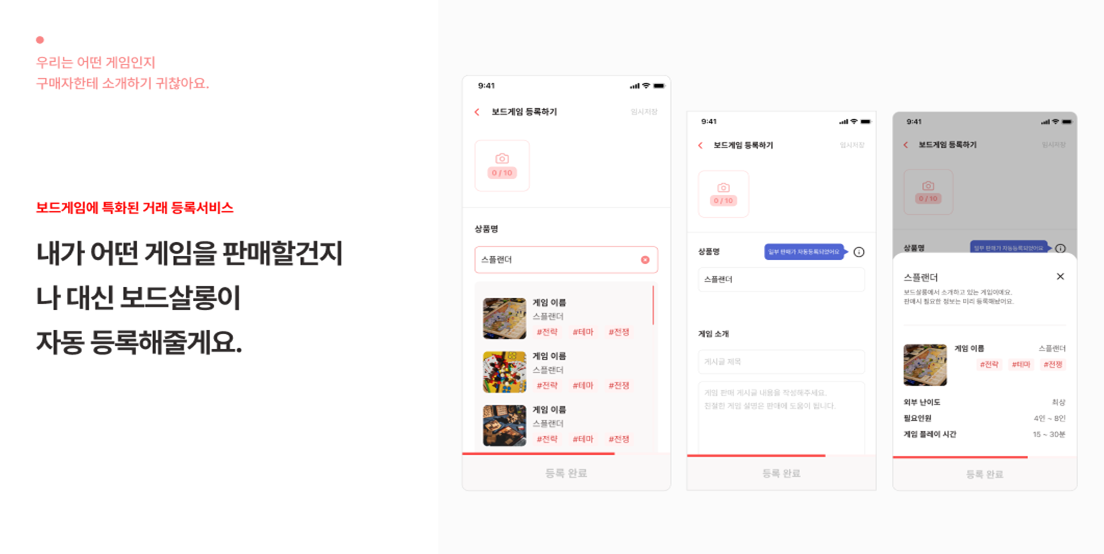 우리는 어떤 게임인지
구매자한테 소개하기 귀찮아요.
보드게임에 특화된 거래 등록서비스
내가 어떤 게임을 판매할건지
나 대신 보드살롱이
자동 등록해줄게요.
9:41
보드게임 등록하기
임시저장
0 / 10
상품명
스플랜더
게임 이름
스플랜더
#전략 #테마 #전쟁
게임 이름
스플랜더
#전략 #테마 #전쟁
게임 이름
스플랜더
#전략 #테마 #전쟁
등록 완료
9:41
보드게임 등록하기
임시저장
0 / 10
상품명
일부 판매가 자동등록되었어요
스플랜더
게임 소개
게시글 제목
게임 판매 게시글 내용을 작성해주세요.
친절한 게임 설명은 판매에 도움이 됩니다.
등록 완료
9:41
보드게임 등록하기
임시저장
0 / 10
상품명
일부 판매가 자동등록되었어요
스플랜더
보드살롱에서 소개하고 있는 게임이에요.
판매시 필요한 정보는 미리 등록해놨어요.
게임 이름 스플랜더
#전략 #테마 #전쟁
외부 난이도 최상
필요인원 4인 ~ 8인
게임 플레이 시간 15 ~ 30분
등록 완료